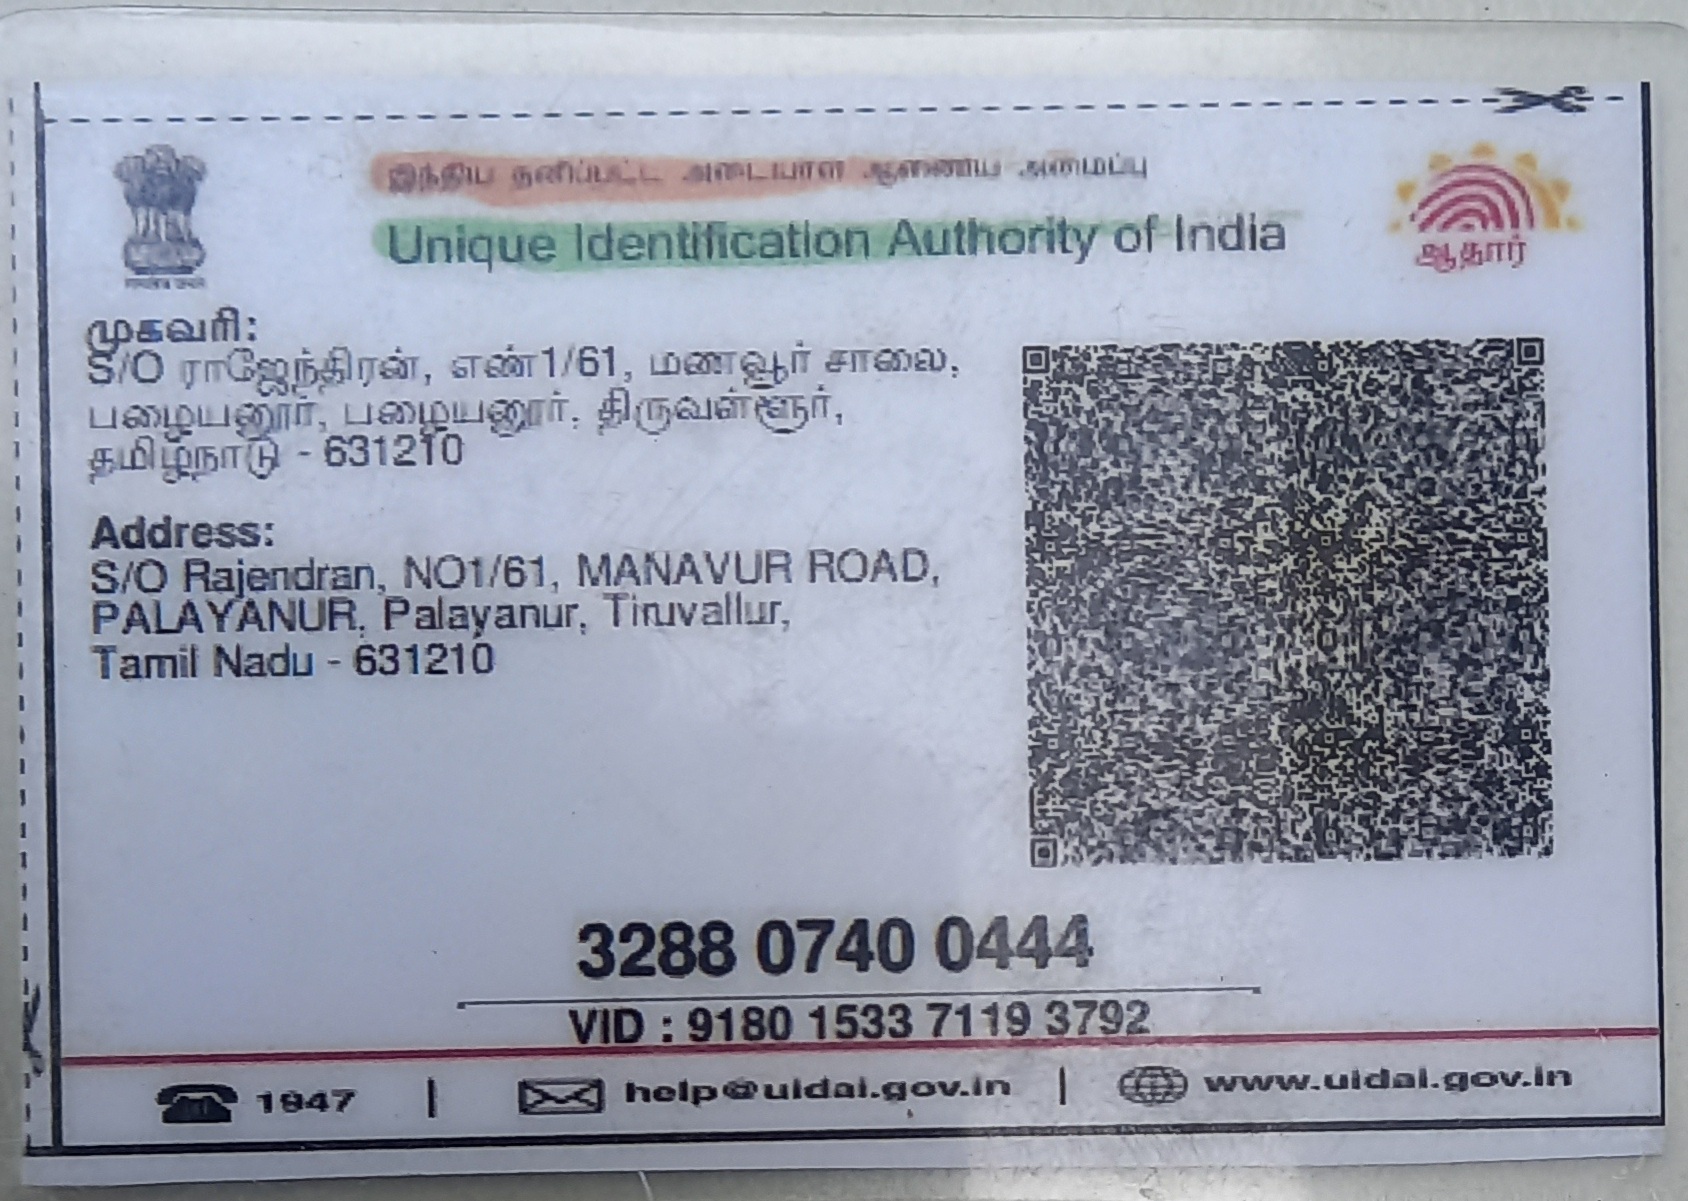 இந்திய தனிப்பட்ட அடையாள ஆணைய அமைப்பு
Unique Identification Authority of India
ஆதார்
முகவரி:
S/O ராஜேந்திரன், எண்1/61, மணவூர் சாலை,
பழையனூர், பழையனூர், திருவள்ளூர்,
தமிழ்நாடு - 631210
Address:
S/O Rajendran, NO1/61, MANAVUR ROAD,
PALAYANUR, Palayanur, Tiruvallur,
Tamil Nadu - 631210
3288 0740 0444
VID : 9180 1533 7119 3792
1947 | help@uidai.gov.in | www.uidai.gov.in